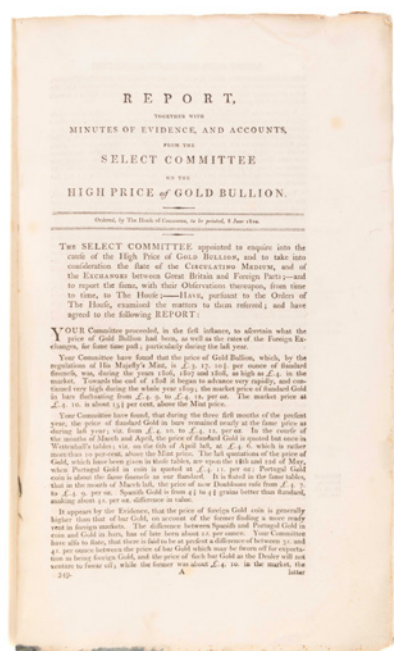 REPORT,
TOGETHER WITH
MINUTES OF EVIDENCE, AND ACCOUNTS,
FROM THE
SELECT COMMITTEE
ON THE
HIGH PRICE of GOLD BULLION.
Ordered, by The House of Commons, to be printed, 8 June 1810.
THE SELECT COMMITTEE appointed to enquire into the
cause of the High Price of GOLD BULLION, and to take into
consideration the state of the CIRCULATING MEDIUM, and of
the EXCHANGES between Great Britain and Foreign Parts;—and
to report the same, with their Observations thereupon, from time
to time, to The House;——HAVE, pursuant to the Orders of
The House, examined the matters to them referred; and have
agreed to the following REPORT:
YOUR Committee proceeded, in the first instance, to ascertain what the
price of Gold Bullion had been, as well as the rates of the Foreign Ex-
changes, for some time past; particularly during the last year.
Your Committee have found that the price of Gold Bullion, which, by the
regulations of His Majesty's Mint, is £.3. 17. 10½ per ounce of standard
fineness, was, during the years 1806, 1807 and 1808, as high as £.4. in the
market. Towards the end of 1808 it began to advance very rapidly, and con-
tinued very high during the whole year 1809; the market price of standard Gold
in bars fluctuating from £.4. 9. to £.4. 12. per oz. The market price at
£.4. 10. is about 15½ per cent. above the Mint price.
Your Committee have found, that during the three first months of the present
year, the price of standard Gold in bars remained nearly at the same price as
during last year; viz. from £.4. 10. to £.4. 12. per oz. In the course of
the months of March and April, the price of standard Gold is quoted but once in
Wettenhall's tables; viz. on the 6th of April last, at £.4. 6. which is rather
more than 10 per cent. above the Mint price. The last quotations of the price of
Gold, which have been given in those tables, are upon the 18th and 22d of May,
when Portugal Gold in coin is quoted at £.4. 11. per oz: Portugal Gold
coin is about the same fineness as our standard. It is stated in the same tables,
that in the month of March last, the price of new Doubloons rose from £.4. 7.
to £.4. 9. per oz. Spanish Gold is from 4½ to 4¾ grains better than standard,
making about 4s. per oz. difference in value.
It appears by the Evidence, that the price of foreign Gold coin is generally
higher than that of bar Gold, on account of the former finding a more ready
vent in foreign markets. The difference between Spanish and Portugal Gold in
coin and Gold in bars, has of late been about 2s. per ounce. Your Committee
have also to state, that there is said to be at present a difference of between 3s. and
4s. per ounce between the price of bar Gold which may be sworn off for exporta-
tion as being foreign Gold, and the price of such bar Gold as the Dealer will not
venture to swear off; while the former was about £.4. 10. in the market, the
349. A latter